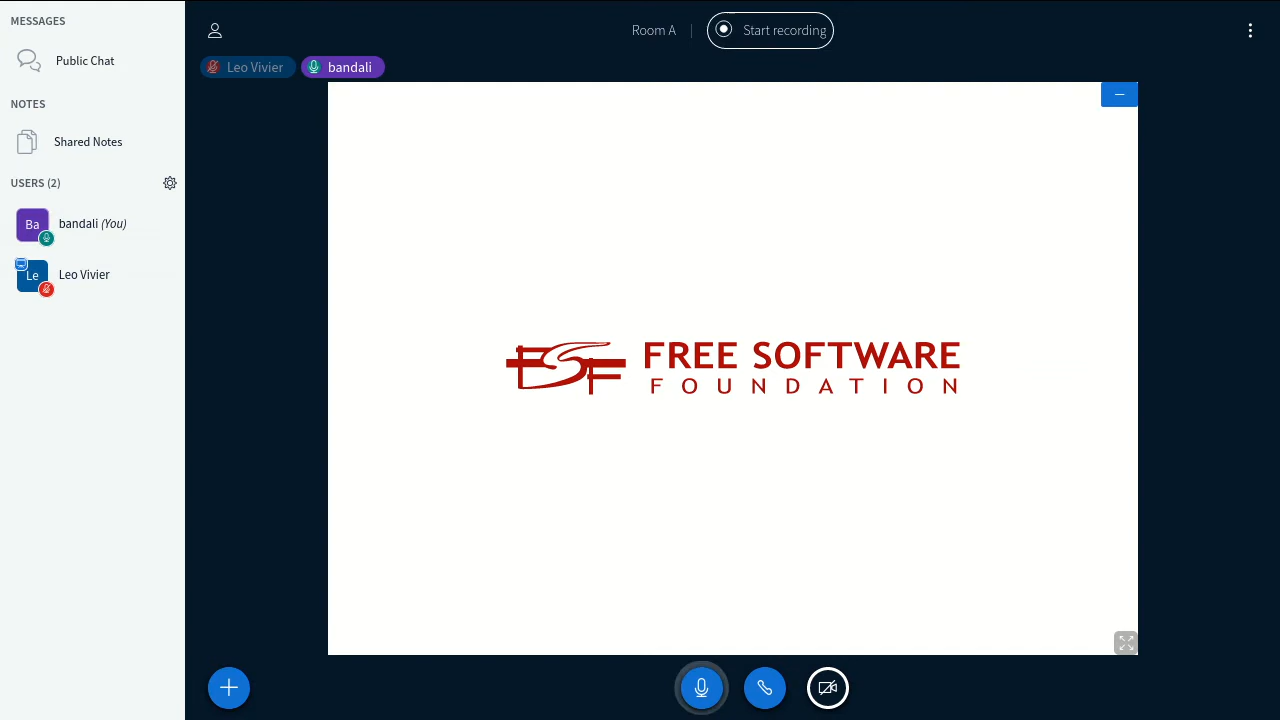 MESSAGES
Public Chat
NOTES
Shared Notes
USERS (2)
Ba
bandali (You)
Le
Leo Vivier
Room A
Start recording
Leo Vivier
bandali
FSF
FREE SOFTWARE
FOUNDATION